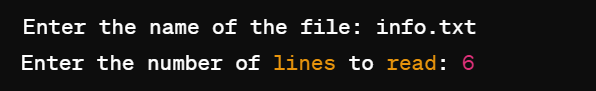 Enter the name of the file: info.txt
Enter the number of lines to read: 6